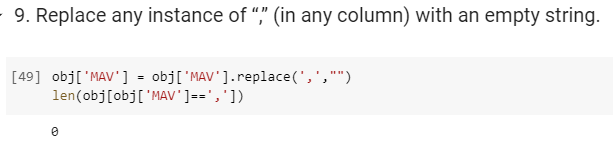 9. Replace any instance of “,” (in any column) with an empty string.
[49] obj['MAV'] = obj['MAV'].replace(',',"")
len(obj[obj['MAV']==','])
0